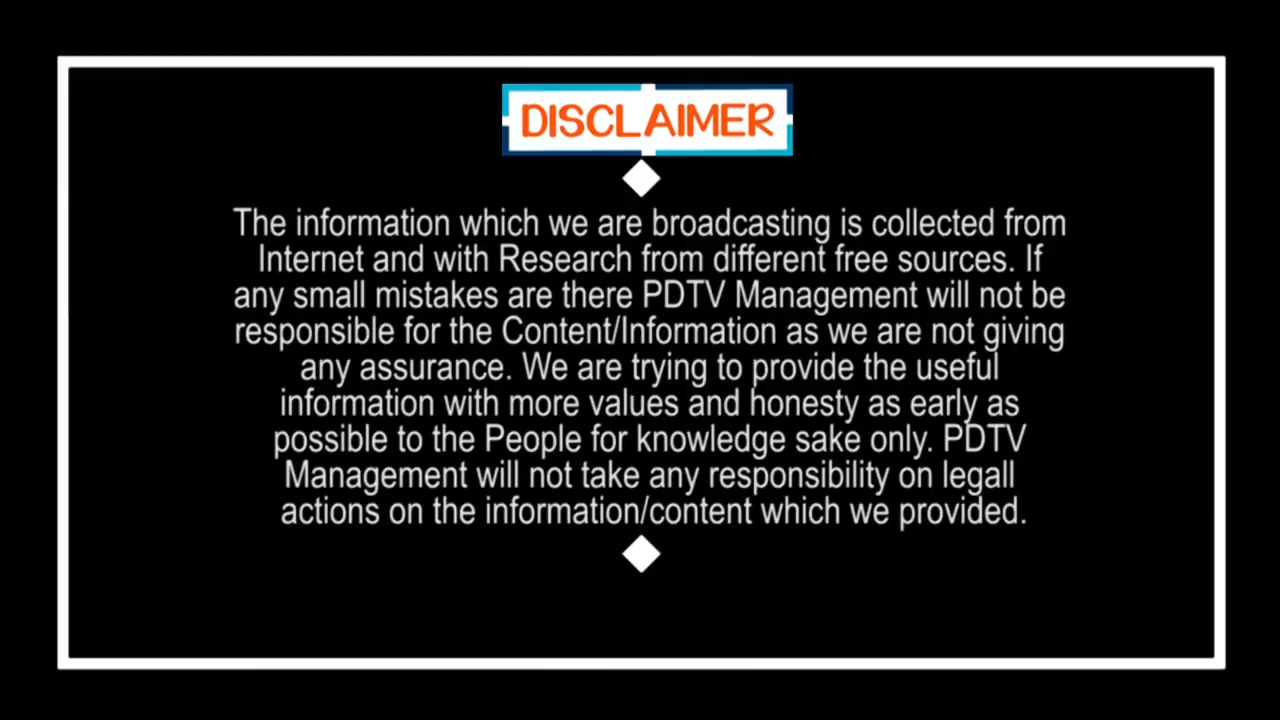 DISCLAIMER
The information which we are broadcasting is collected from
Internet and with Research from different free sources. If
any small mistakes are there PDTV Management will not be
responsible for the Content/Information as we are not giving
any assurance. We are trying to provide the useful
information with more values and honesty as early as
possible to the People for knowledge sake only. PDTV
Management will not take any responsibility on legall
actions on the information/content which we provided.